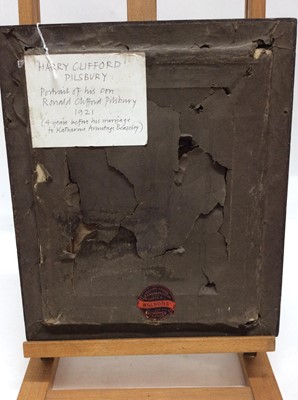 HARRY CLIFFORD
PILSBURY
Portrait of his son
Ronald Clifford Pilsbury
1921
(4 years before his marriage
to Katharine Armitage Beaseley)